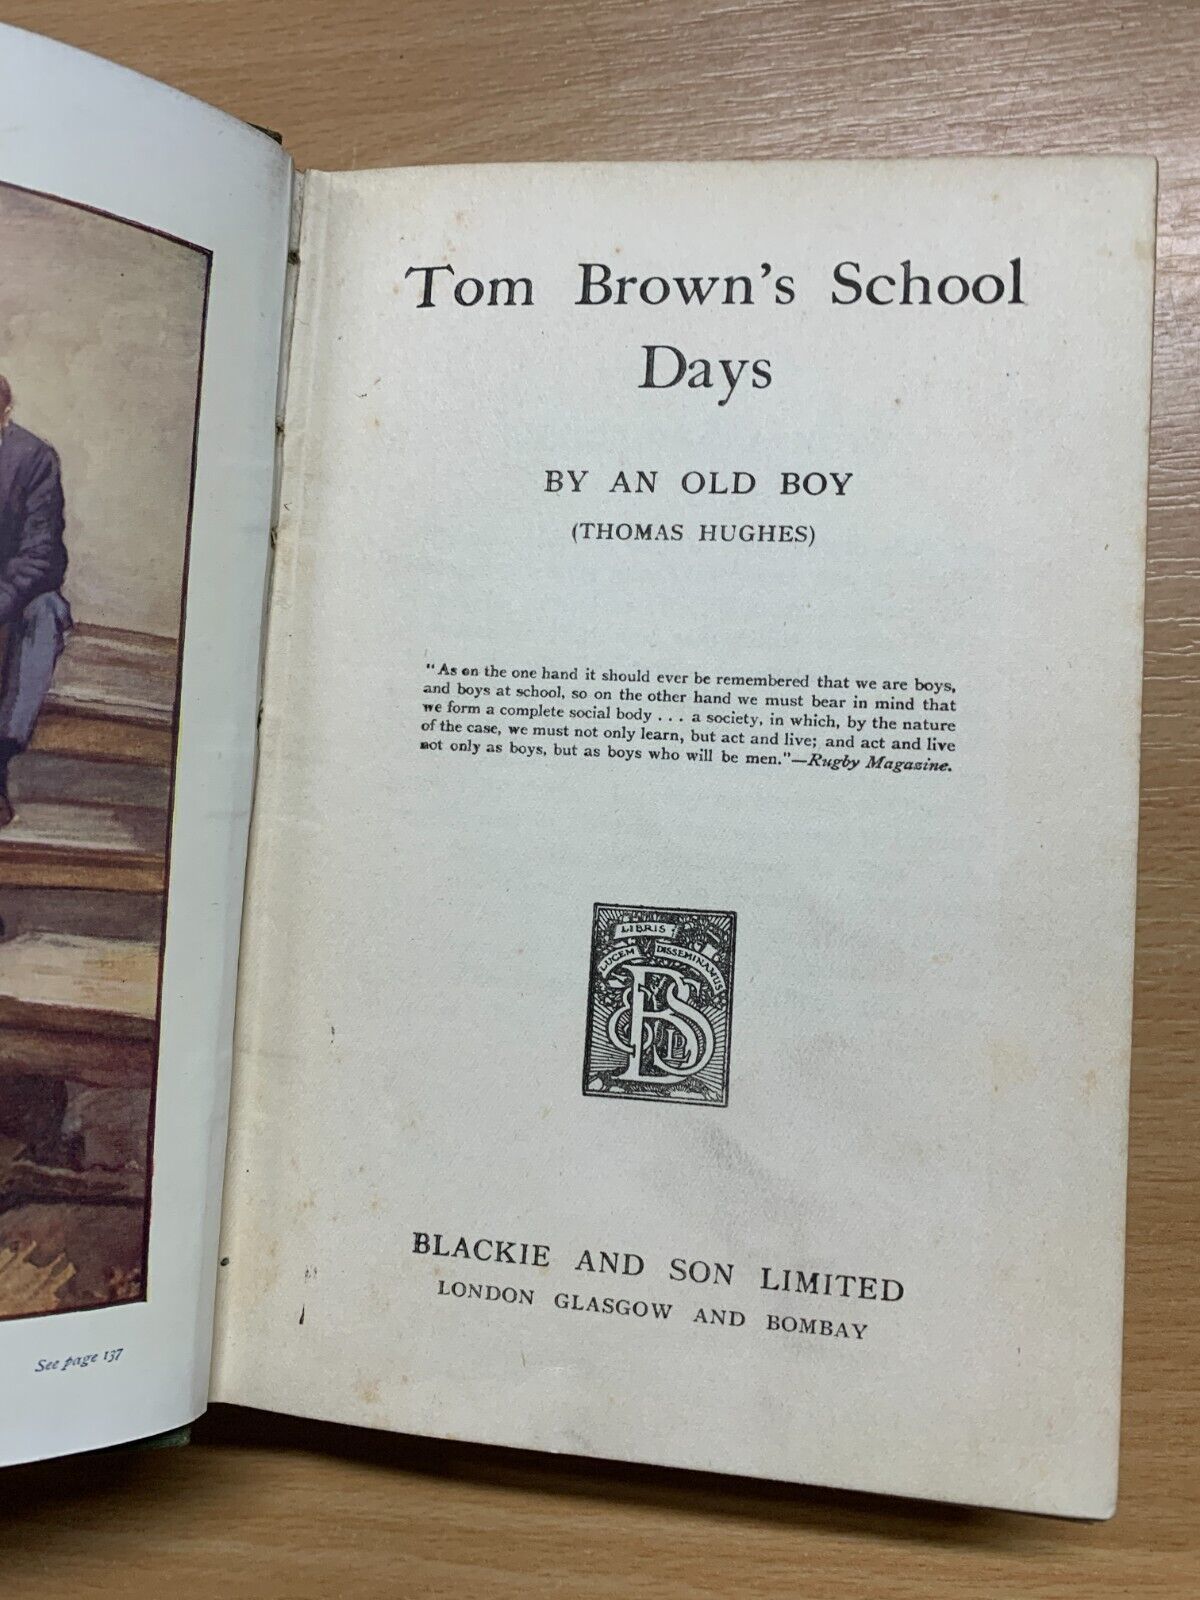 See page 137
Tom Brown's School
Days
BY AN OLD BOY
(THOMAS HUGHES)
"As on the one hand it should ever be remembered that we are boys,
and boys at school, so on the other hand we must bear in mind that
we form a complete social body . . . a society, in which, by the nature
of the case, we must not only learn, but act and live; and act and live
not only as boys, but as boys who will be men."—Rugby Magazine.
LIBRIS
LUCEM DISSEMINAMUS
BLACKIE AND SON LIMITED
LONDON GLASGOW AND BOMBAY